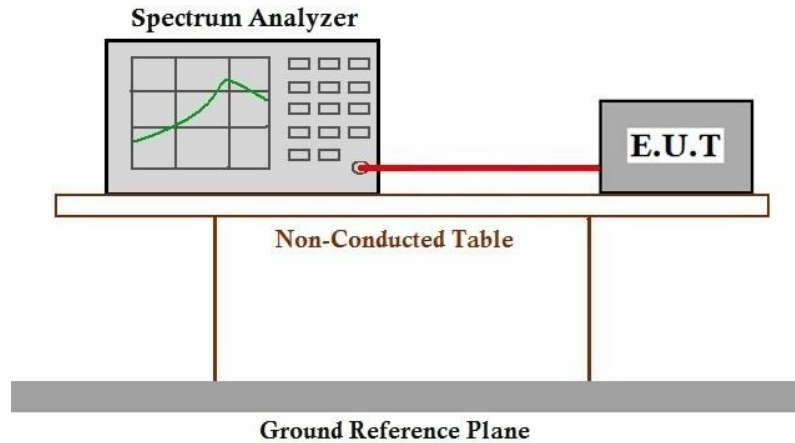 Spectrum Analyzer
E.U.T
Non-Conducted Table
Ground Reference Plane